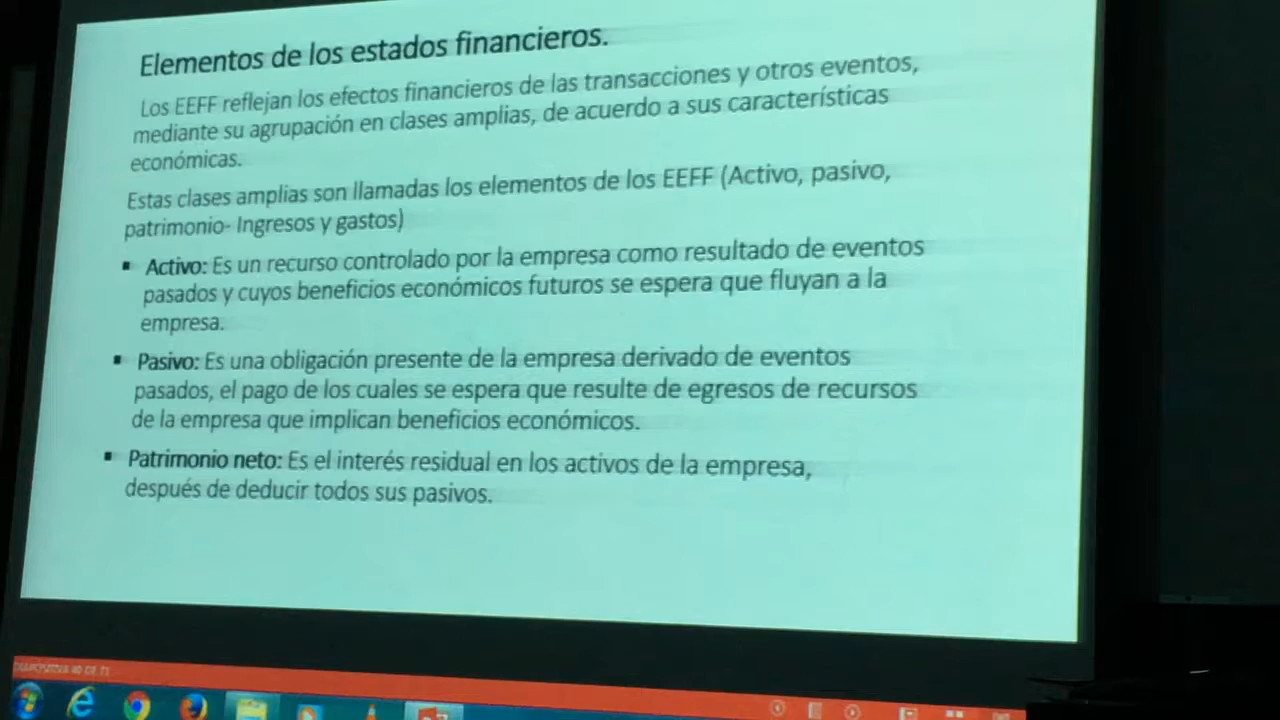 Elementos de los estados financieros.
Los EEFF reflejan los efectos financieros de las transacciones y otros eventos,
mediante su agrupación en clases amplias, de acuerdo a sus características
económicas.
Estas clases amplias son llamadas los elementos de los EEFF (Activo, pasivo,
patrimonio- Ingresos y gastos)
▪ Activo: Es un recurso controlado por la empresa como resultado de eventos
pasados y cuyos beneficios económicos futuros se espera que fluyan a la
empresa.
▪ Pasivo: Es una obligación presente de la empresa derivado de eventos
pasados, el pago de los cuales se espera que resulte de egresos de recursos
de la empresa que implican beneficios económicos.
▪ Patrimonio neto: Es el interés residual en los activos de la empresa,
después de deducir todos sus pasivos.
DE 71